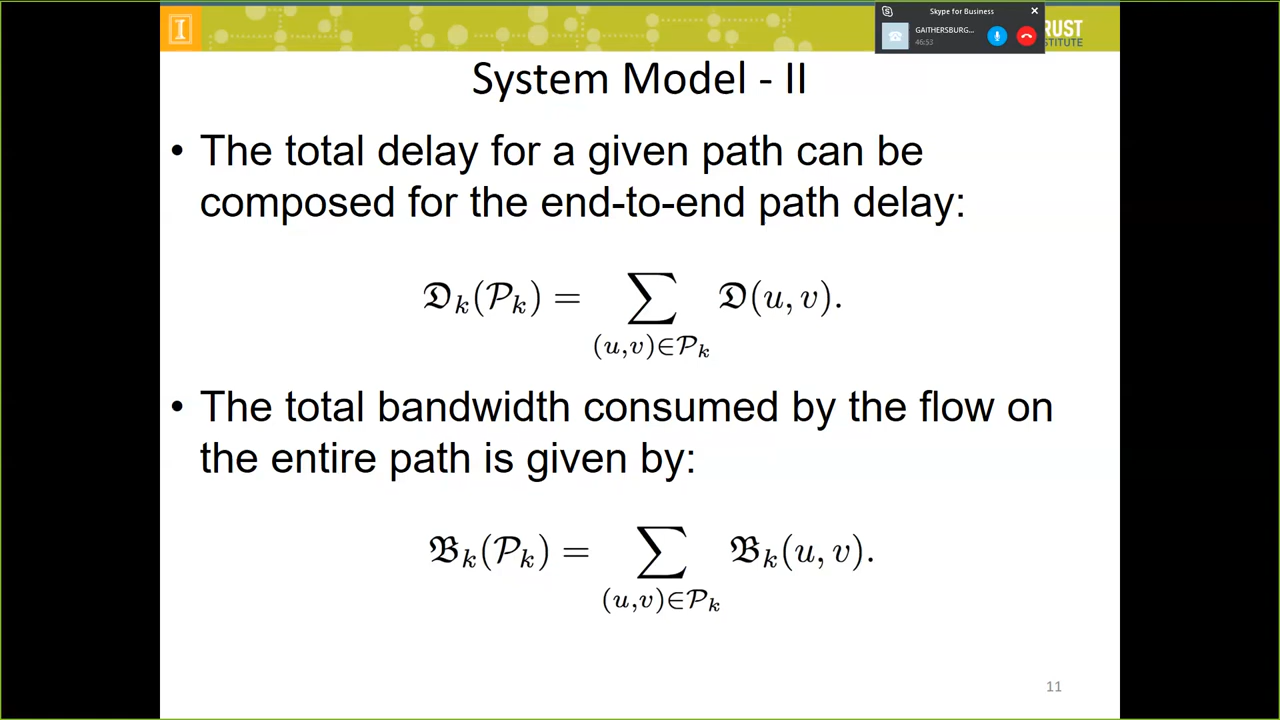 I
Skype for Business
GAITHERSBURG...
46:53
RUST
STITUTE
System Model - II
• The total delay for a given path can be
composed for the end-to-end path delay:
𝔇ₖ(𝒫ₖ) = ∑ 𝔇(u, v).
(u,v)∈𝒫ₖ
• The total bandwidth consumed by the flow on
the entire path is given by:
𝔅ₖ(𝒫ₖ) = ∑ 𝔅ₖ(u, v).
(u,v)∈𝒫ₖ
11